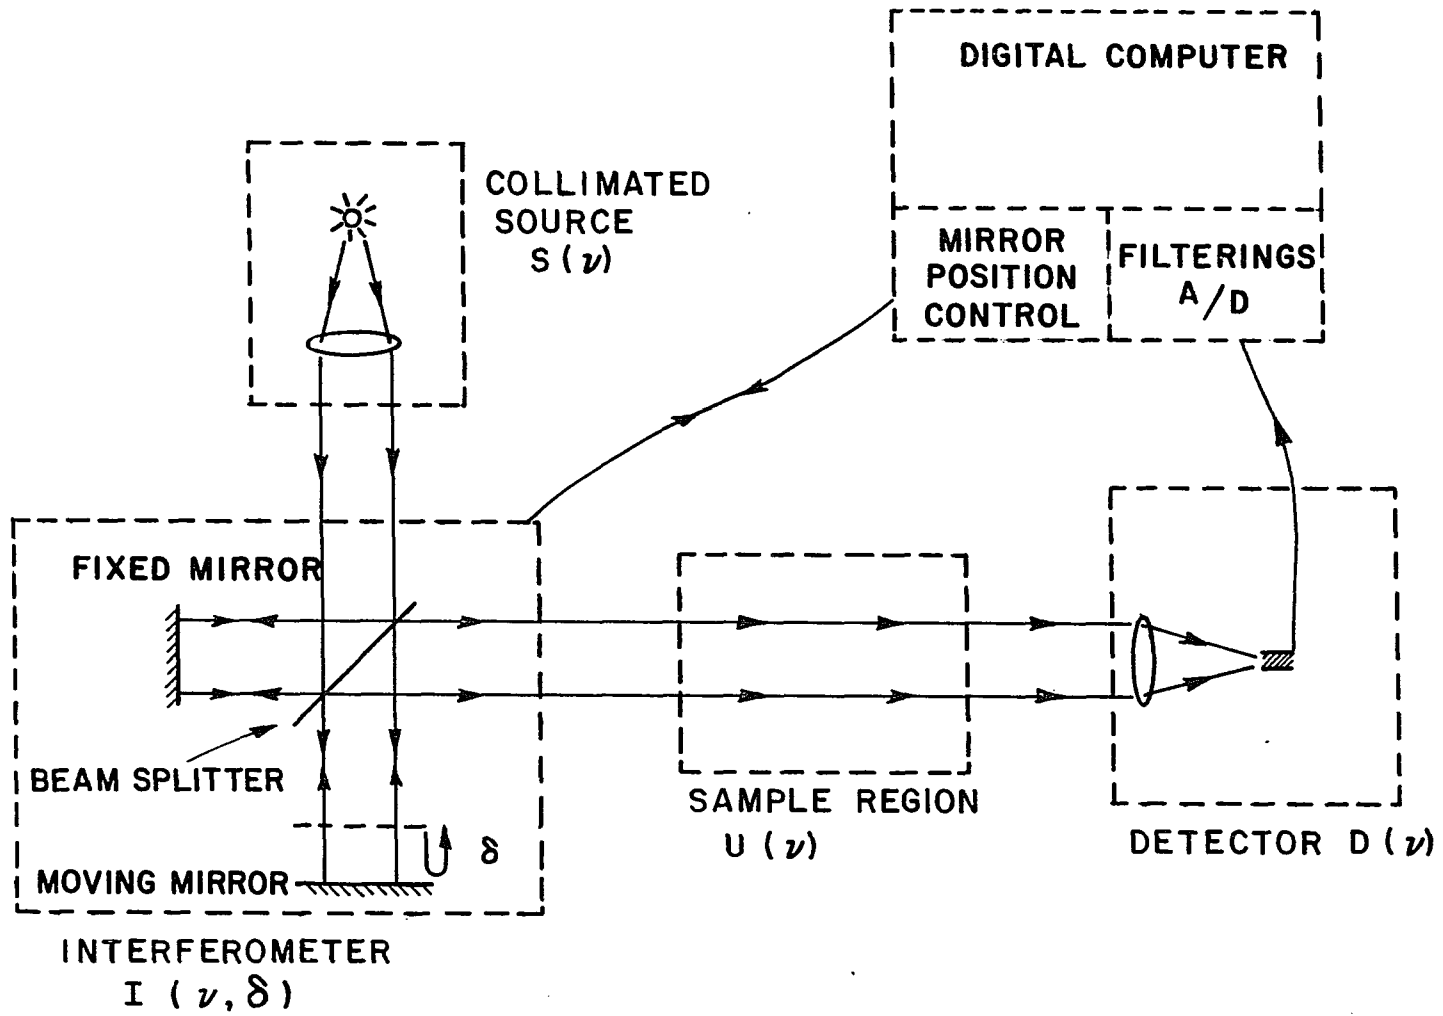 DIGITAL COMPUTER
COLLIMATED
SOURCE
S(ν)
MIRROR
POSITION
CONTROL
FILTERINGS
A/D
FIXED MIRROR
BEAM SPLITTER
δ
MOVING MIRROR
INTERFEROMETER
I (ν,δ)
SAMPLE REGION
U (ν)
DETECTOR D(ν)